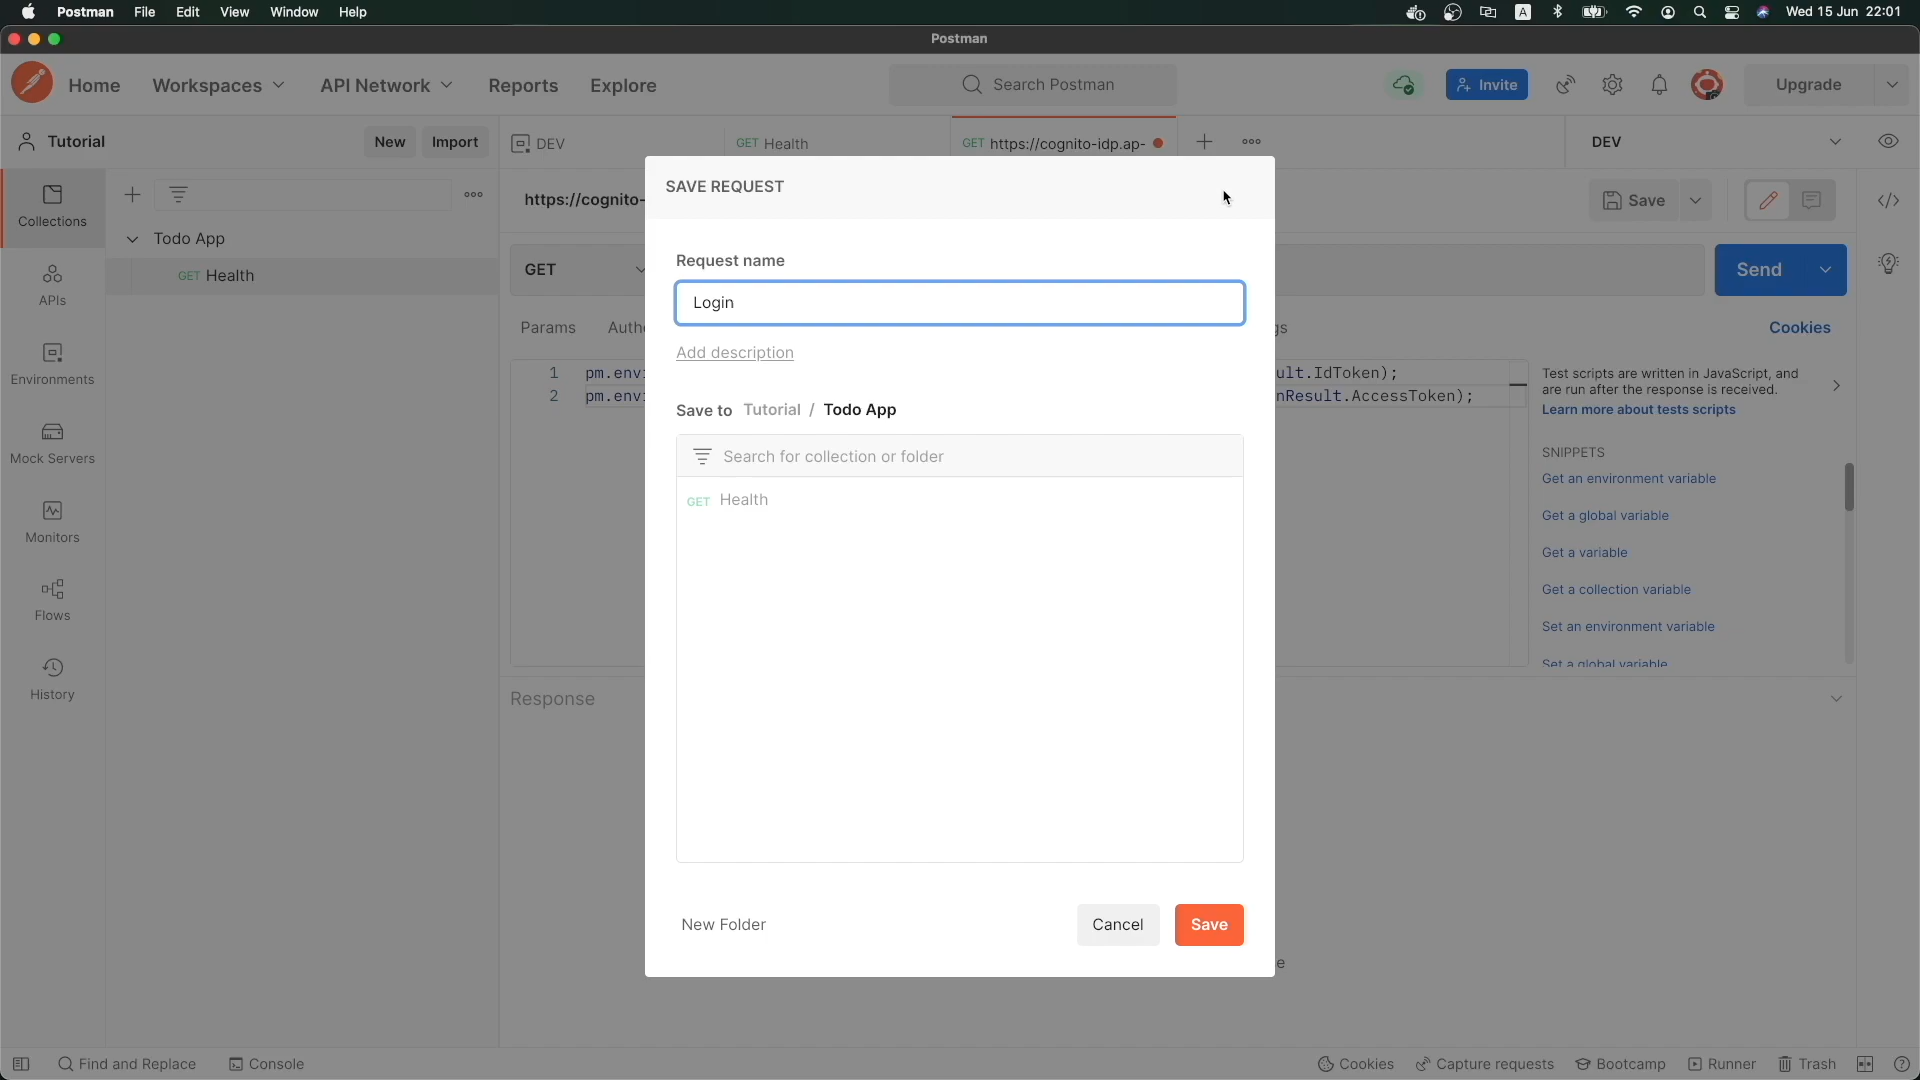 Postman File Edit View Window Help
A
Wed 15 Jun 22:01
Postman
Home Workspaces API Network Reports Explore
Search Postman
Invite
Upgrade
Tutorial New Import
DEV
GET Health
GET https://cognito-idp.ap-
DEV
Collections
APIs
Environments
Mock Servers
Monitors
Flows
History
Todo App
GET Health
https://cognito-
Save
GET
Send
Params Auth
gs
Cookies
1 pm.envi
ult.IdToken);
2 pm.envi
nResult.AccessToken);
Test scripts are written in JavaScript, and
are run after the response is received.
Learn more about tests scripts
SNIPPETS
Get an environment variable
Get a global variable
Get a variable
Get a collection variable
Set an environment variable
Set a global variable
Response
e
SAVE REQUEST
Request name
Login
Add description
Save to Tutorial / Todo App
Search for collection or folder
GET Health
New Folder
Cancel
Save
Find and Replace
Console
Cookies
Capture requests
Bootcamp
Runner
Trash